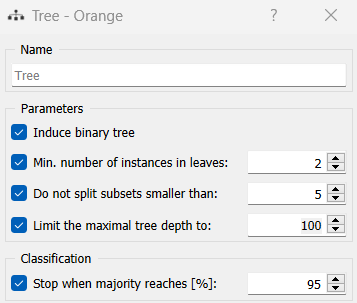 Tree - Orange
Name
Tree
Parameters
Induce binary tree
Min. number of instances in leaves: 2
Do not split subsets smaller than: 5
Limit the maximal tree depth to: 100
Classification
Stop when majority reaches [%]: 95